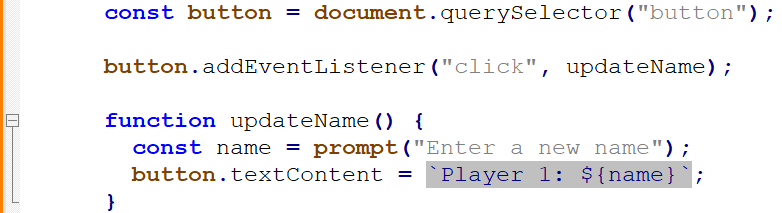 const button = document.querySelector("button");
button.addEventListener("click", updateName);
function updateName() {
const name = prompt("Enter a new name");
button.textContent = `Player 1: ${name}`;
}